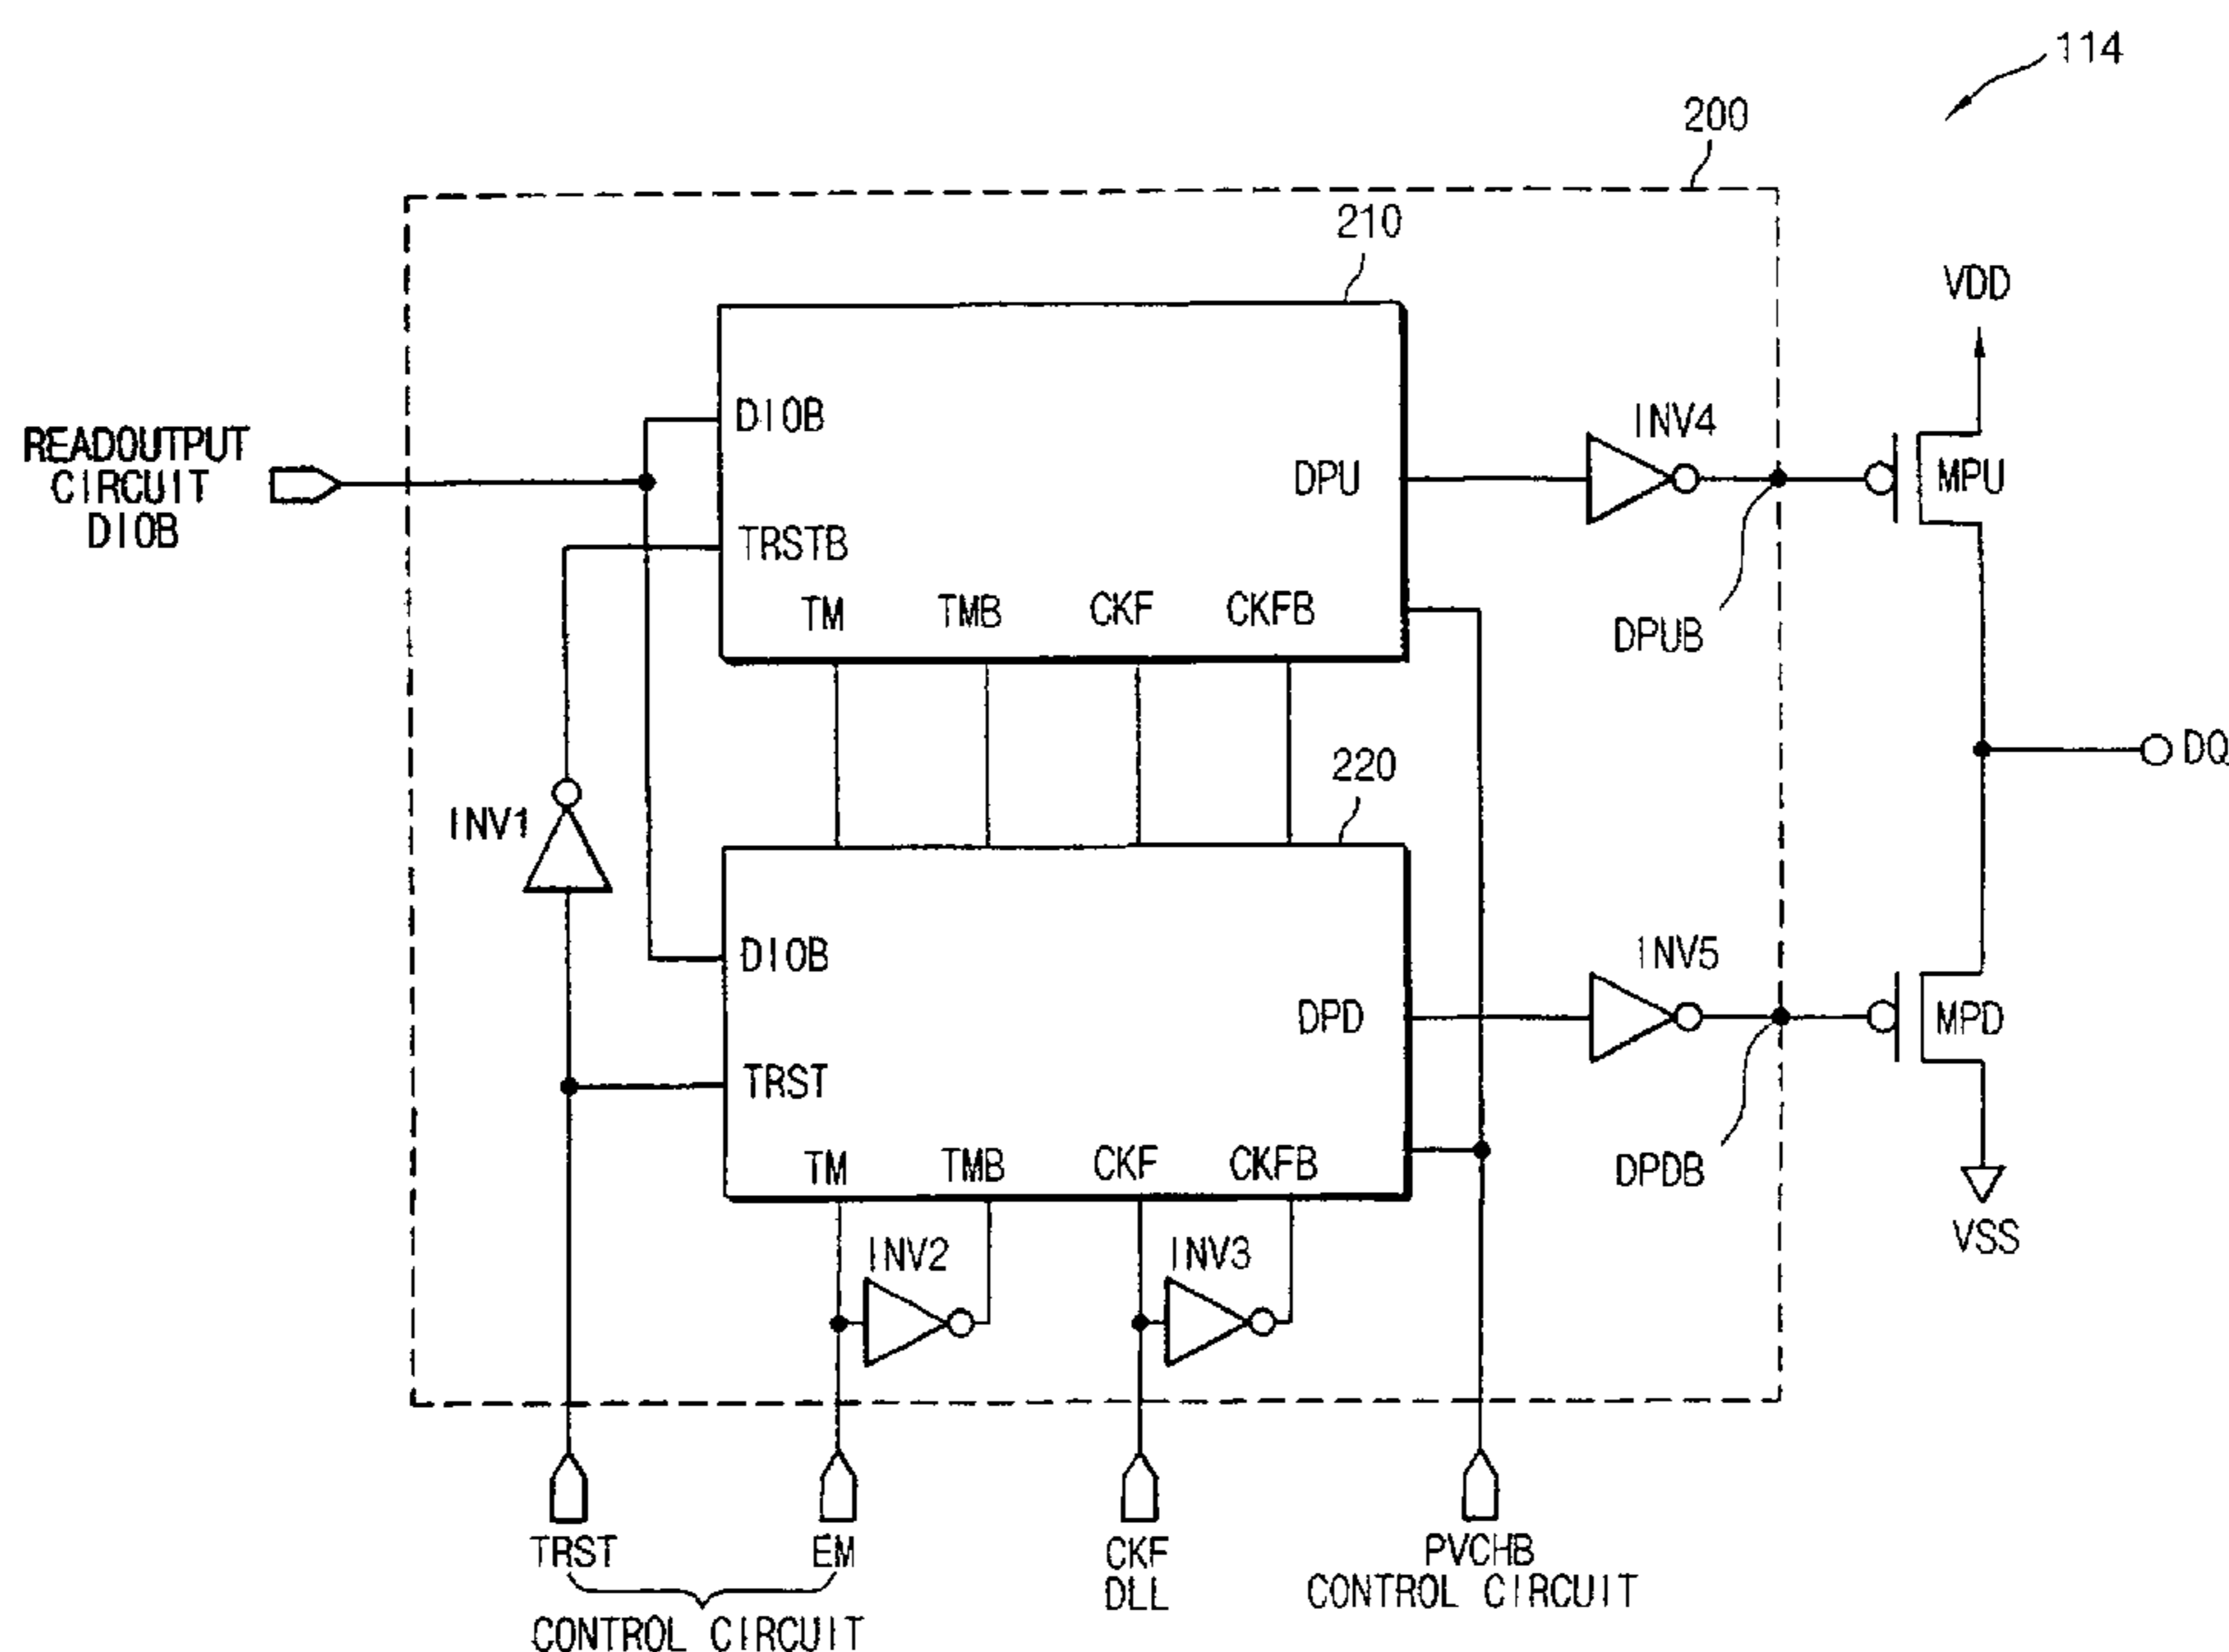 114
200
210
VDD
READOUTPUT
CIRCUIT
DIOB
DIOB
INV4
DPU
MPU
TRSTB
TM TMB CKF CKFB
DPUB
DQ
220
INV1
DIOB
INV5
DPD
MPD
TRST
TM TMB CKF CKFB
DPDB
INV2
INV3
VSS
TRST
EM
CKF
DLL
PVCHB
CONTROL CIRCUIT
CONTROL CIRCUIT